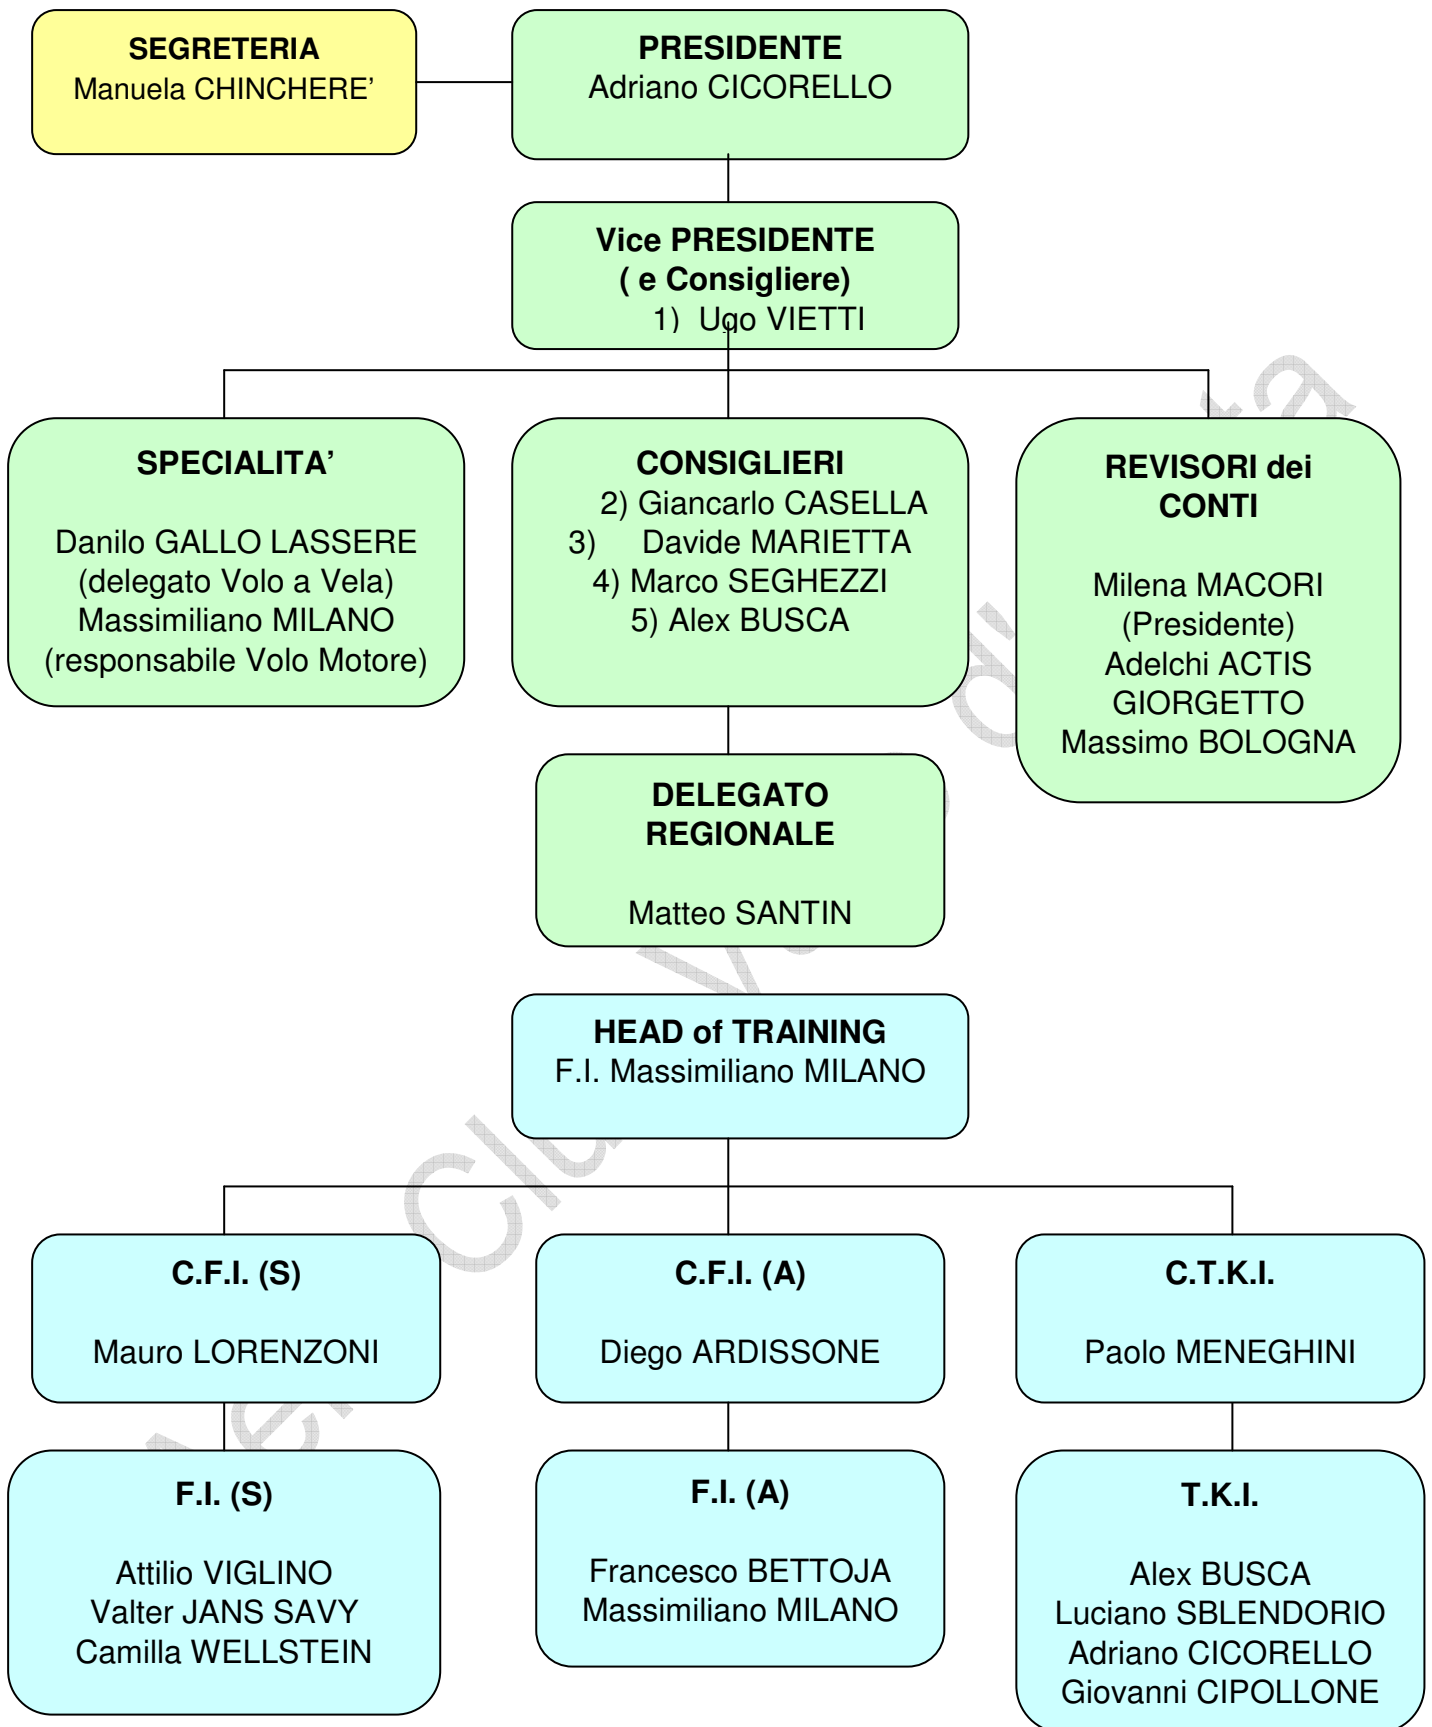 SEGRETERIA
Manuela CHINCHERE’
PRESIDENTE
Adriano CICORELLO
Vice PRESIDENTE
( e Consigliere)
1) Ugo VIETTI
SPECIALITA’
Danilo GALLO LASSERE
(delegato Volo a Vela)
Massimiliano MILANO
(responsabile Volo Motore)
CONSIGLIERI
2) Giancarlo CASELLA
3) Davide MARIETTA
4) Marco SEGHEZZI
5) Alex BUSCA
REVISORI dei
CONTI
Milena MACORI
(Presidente)
Adelchi ACTIS
GIORGETTO
Massimo BOLOGNA
DELEGATO
REGIONALE
Matteo SANTIN
HEAD of TRAINING
F.I. Massimiliano MILANO
C.F.I. (S)
Mauro LORENZONI
C.F.I. (A)
Diego ARDISSONE
C.T.K.I.
Paolo MENEGHINI
F.I. (S)
Attilio VIGLINO
Valter JANS SAVY
Camilla WELLSTEIN
F.I. (A)
Francesco BETTOJA
Massimiliano MILANO
T.K.I.
Alex BUSCA
Luciano SBLENDORIO
Adriano CICORELLO
Giovanni CIPOLLONE